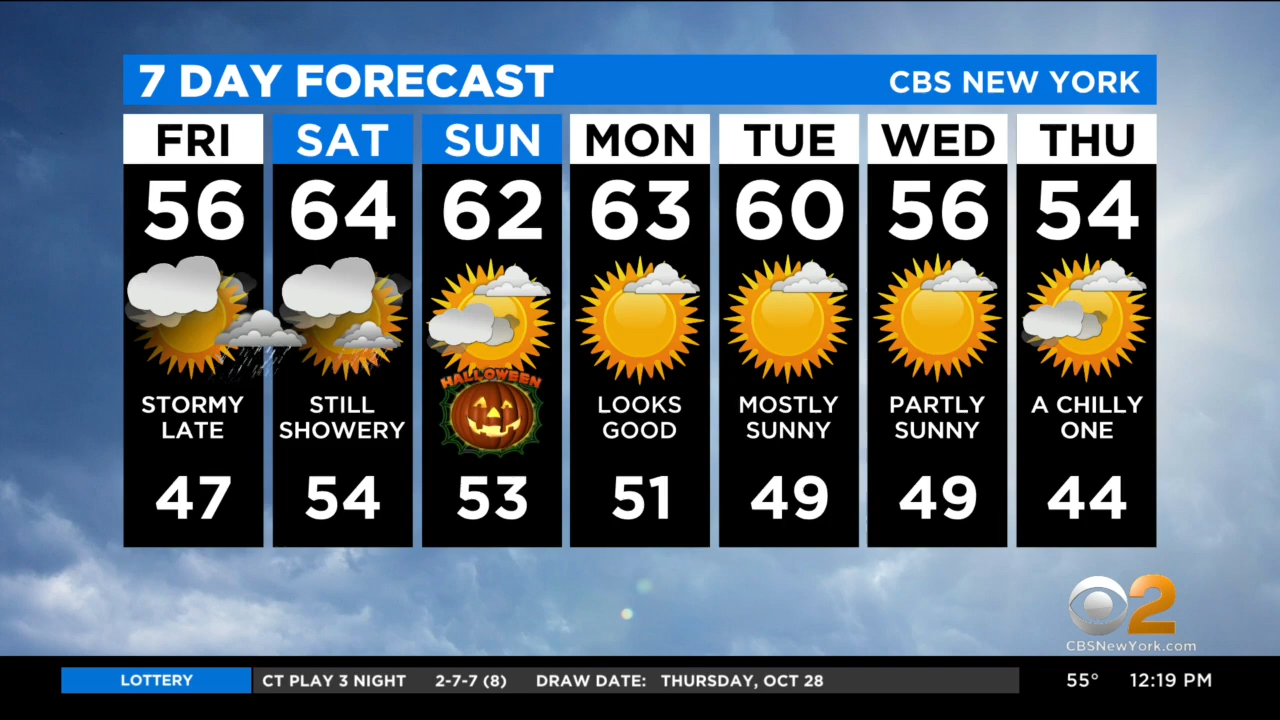 7 DAY FORECAST
CBS NEW YORK
FRI SAT SUN MON TUE WED THU
56 64 62 63 60 56 54
HALLOWEEN
STORMY LATE
STILL SHOWERY
LOOKS GOOD
MOSTLY SUNNY
PARTLY SUNNY
A CHILLY ONE
47 54 53 51 49 49 44
2
CBSNewYork.com
LOTTERY CT PLAY 3 NIGHT 2-7-7 (8) DRAW DATE: THURSDAY, OCT 28 55° 12:19 PM